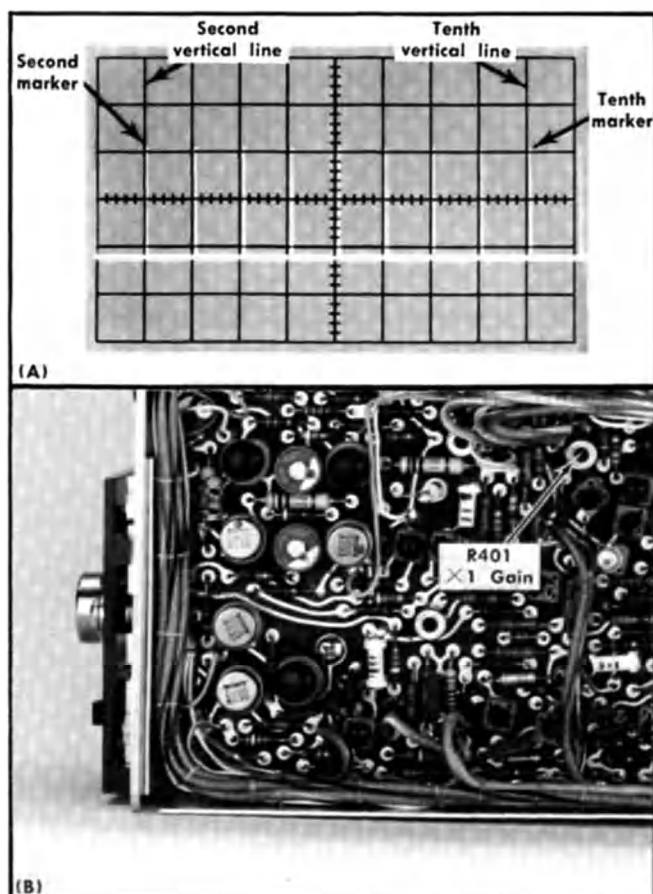 Second
vertical line
Tenth
vertical line
Second
marker
Tenth
marker
(A)
R401
×1 Gain
(B)